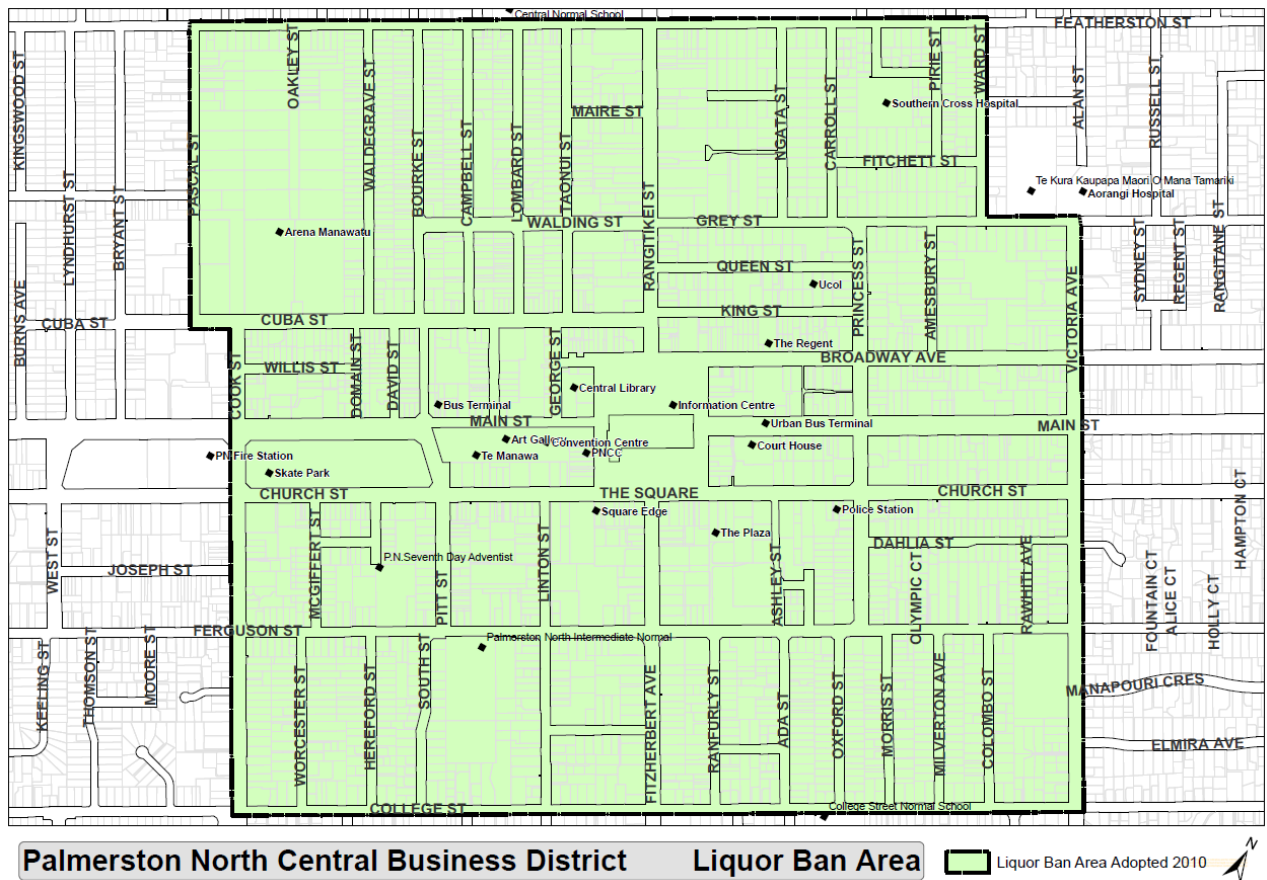 Central Normal School
FEATHERSTON ST
KINGSWOOD ST
OAKLEY ST
PIRIE ST
WARD ST
ALAN ST
RUSSELL ST
WALDEGRAVE ST
Southern Cross Hospital
MAIRE ST
NGATA ST
CARROLL ST
PASCAL ST
BOURKE ST
CAMPBELL ST
LOMBARD ST
TAONUI ST
FITCHETT ST
LYNDHURST ST
BRYANT ST
Te Kura Kaupapa Maori O Mana Tamariki
Aorangi Hospital
RANGITIKEI ST
WALDING ST
GREY ST
Arena Manawatu
PRINCESS ST
AMESBURY ST
VICTORIA AVE
SYDNEY ST
REGENT ST
RANGITANE ST
QUEEN ST
Ucol
BURNS AVE
CUBA ST
CUBA ST
KING ST
The Regent
BROADWAY AVE
COOK ST
WILLIS ST
DOMAIN ST
DAVID ST
GEORGE ST
Central Library
Bus Terminal
Information Centre
MAIN ST
Urban Bus Terminal
MAIN ST
Art Gallery
Convention Centre
Court House
PN Fire Station
Te Manawa
PNCC
Skate Park
CHURCH ST
THE SQUARE
CHURCH ST
Square Edge
Police Station
The Plaza
DAHLIA ST
WEST ST
MCGIFFERT ST
P.N.Seventh Day Adventist
PITT ST
LINTON ST
ASHLEY ST
OLYMPIC CT
RAWHITI AVE
FOUNTAIN CT
ALICE CT
HOLLY CT
HAMPTON CT
JOSEPH ST
FERGUSON ST
Palmerston North Intermediate Normal
KEELING ST
THOMSON ST
MOORE ST
WORCESTER ST
HEREFORD ST
SOUTH ST
FITZHERBERT AVE
RANFURLY ST
ADA ST
OXFORD ST
MORRIS ST
MILVERTON AVE
COLOMBO ST
MANAPOURI CRES
ELMIRA AVE
COLLEGE ST
College Street Normal School
Palmerston North Central Business District Liquor Ban Area
Liquor Ban Area Adopted 2010
N